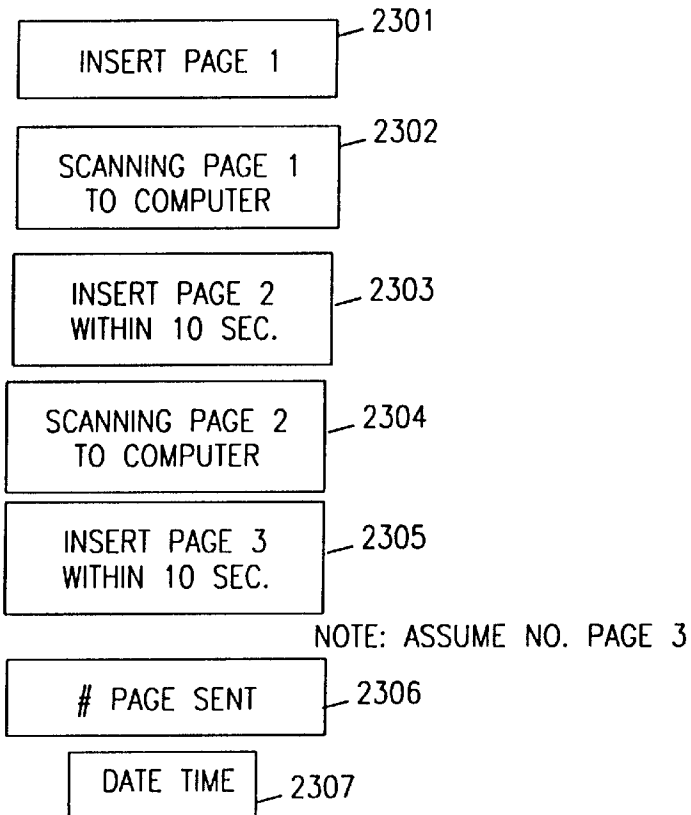 2301
INSERT PAGE 1
2302
SCANNING PAGE 1
TO COMPUTER
2303
INSERT PAGE 2
WITHIN 10 SEC.
2304
SCANNING PAGE 2
TO COMPUTER
2305
INSERT PAGE 3
WITHIN 10 SEC.
NOTE: ASSUME NO. PAGE 3
# PAGE SENT
2306
DATE TIME
2307